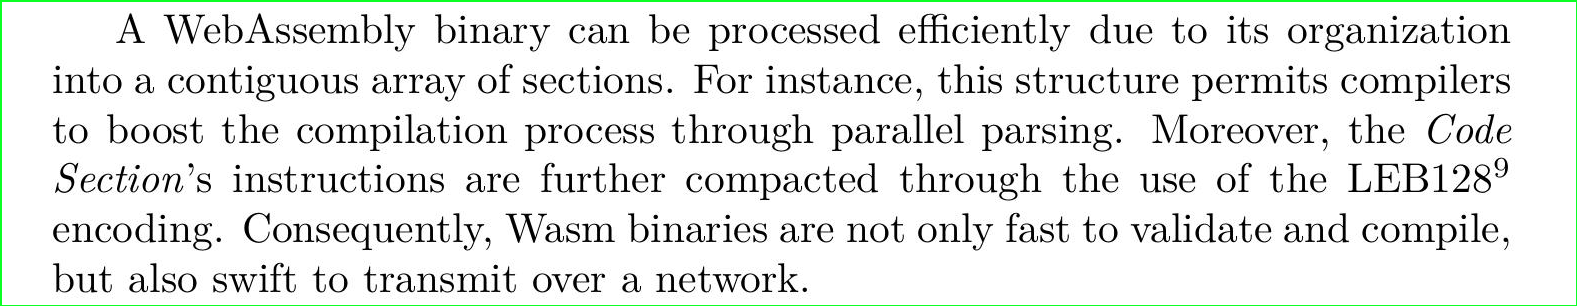 A WebAssembly binary can be processed efficiently due to its organization
into a contiguous array of sections. For instance, this structure permits compilers
to boost the compilation process through parallel parsing. Moreover, the Code
Section’s instructions are further compacted through the use of the LEB128⁹
encoding. Consequently, Wasm binaries are not only fast to validate and compile,
but also swift to transmit over a network.